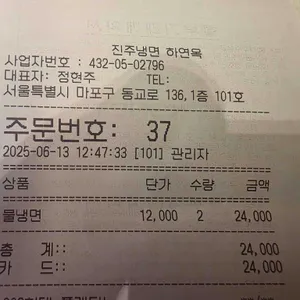 진주냉면 하연옥
사업자번호 : 432-05-02796
대표자: 정현주 TEL:
서울특별시 마포구 동교로 136,1층 101호
주문번호: 37
2025-06-13 12:47:33 [101] 관리자
상품 단가 수량 금액
물냉면 12,000 2 24,000
총 계:: 24,000
카 드:: 24,000